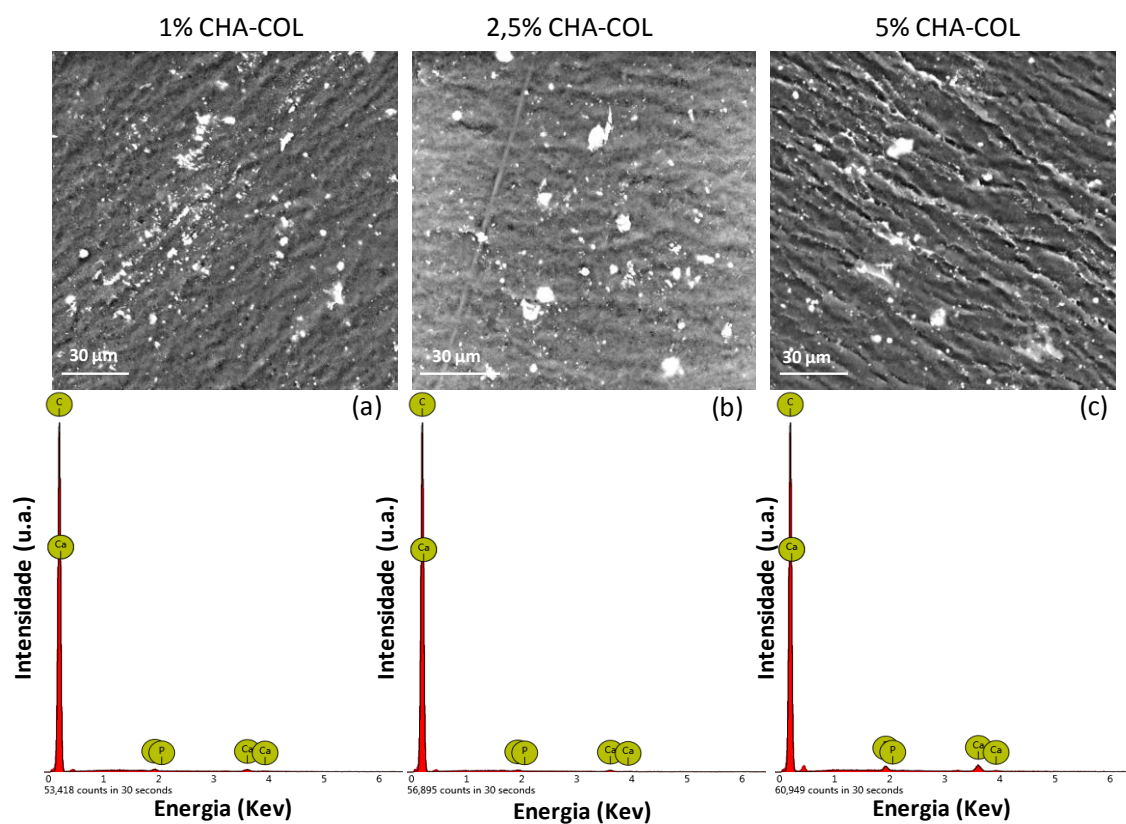 1% CHA-COL
2,5% CHA-COL
5% CHA-COL
30 µm
30 µm
30 µm
(a)
(b)
(c)
C
C
C
Intensidade (u.a.)
Ca
Intensidade (u.a.)
Ca
Intensidade (u.a.)
Ca
P
Ca
Ca
P
Ca
Ca
P
Ca
Ca
0 1 2 3 4 5 6
0 1 2 3 4 5 6
0 1 2 3 4 5 6
53,418 counts in 30 seconds
56,895 counts in 30 seconds
60,949 counts in 30 seconds
Energia (Kev)
Energia (Kev)
Energia (Kev)